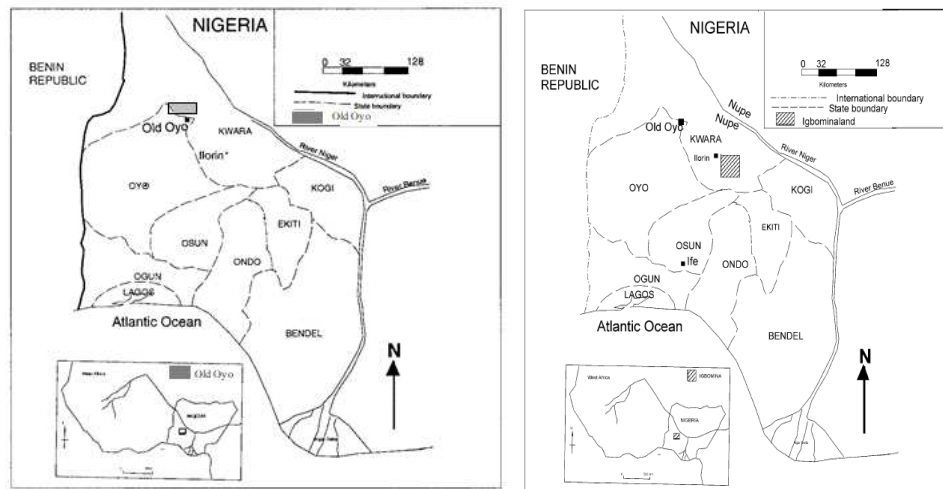 NIGERIA
BENIN
REPUBLIC
0 32 128
Kilometers
International boundary
State boundary
Old Oyo
Old Oyo
KWARA
Ilorin
River Niger
OYO
KOGI
River Benue
EKITI
OSUN
ONDO
OGUN
LAGOS
Atlantic Ocean
BENDEL
N
West Africa
Old Oyo
NIGERIA
NIGERIA
BENIN
REPUBLIC
0 32 128
Kilometers
International boundary
State boundary
Igbominaland
Nupe
Nupe
Old Oyo
KWARA
Ilorin
River Niger
OYO
KOGI
River Benue
EKITI
OSUN
Ife
ONDO
OGUN
LAGOS
Atlantic Ocean
BENDEL
N
West Africa
IGBOMINA
NIGERIA